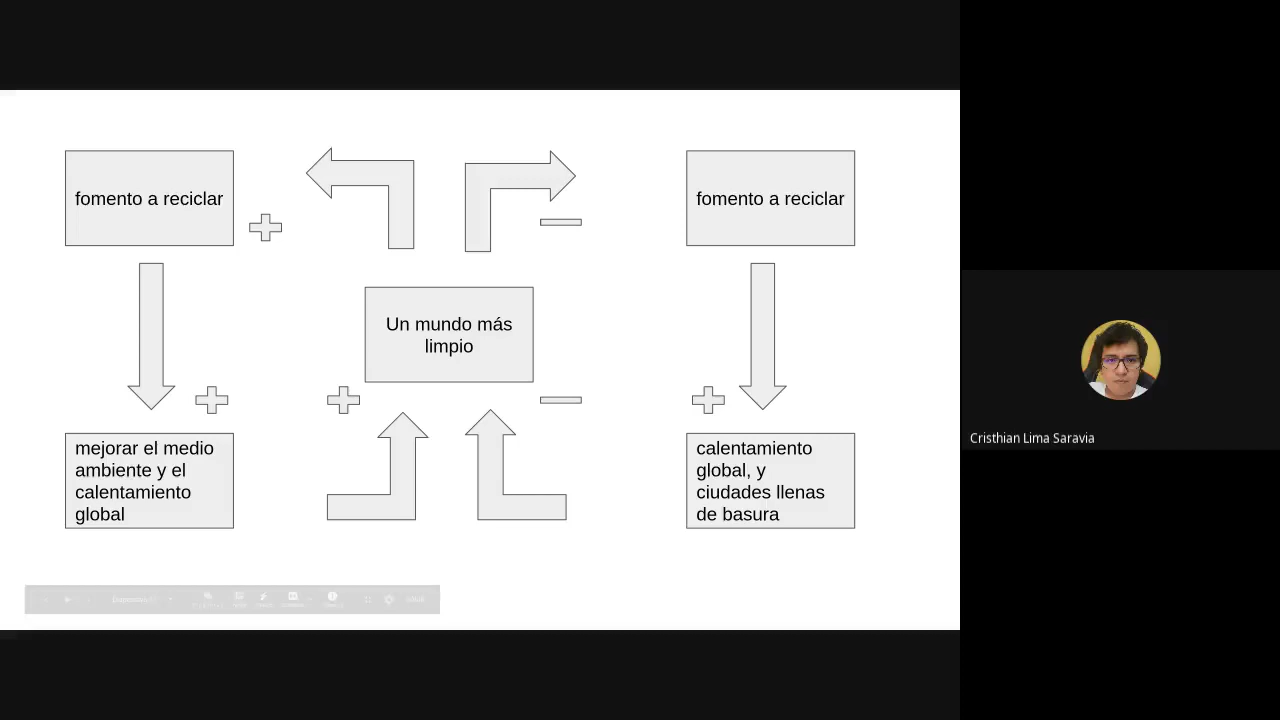 fomento a reciclar
fomento a reciclar
Un mundo más
limpio
mejorar el medio
ambiente y el
calentamiento
global
calentamiento
global, y
ciudades llenas
de basura
Cristhian Lima Saravia